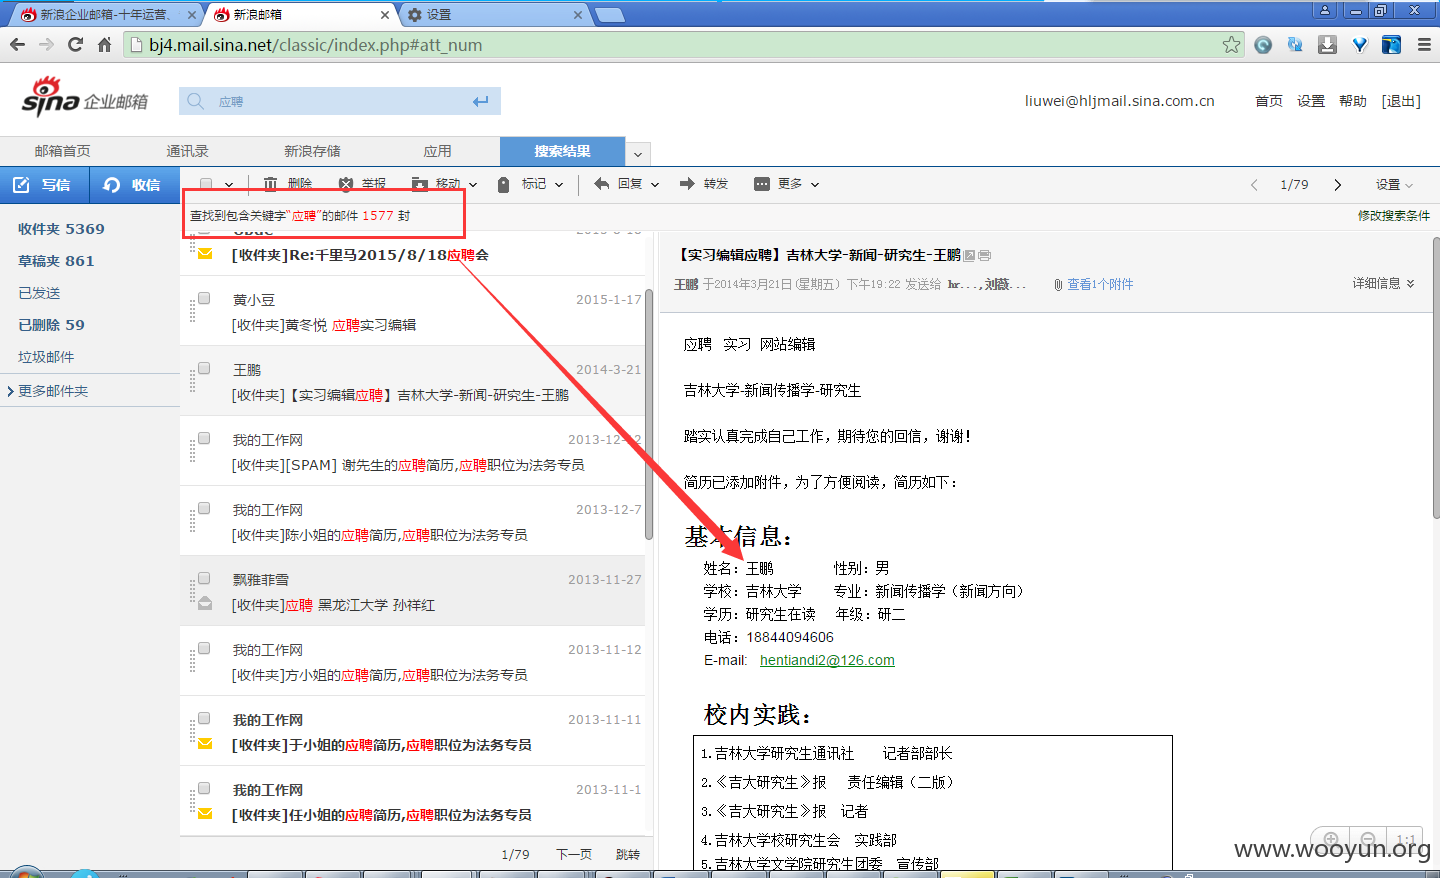 新浪企业邮箱-十年运营、
新浪邮箱
设置
bj4.mail.sina.net/classic/index.php#att_num
sina 企业邮箱
应聘
liuwei@hljmail.sina.com.cn
首页 设置 帮助 [退出]
邮箱首页 通讯录 新浪存储 应用 搜索结果
写信 收信
删除 举报 移动 标记 回复 转发 更多
1/79 设置
查找到包含关键字“应聘”的邮件 1577 封
修改搜索条件
收件夹 5369
草稿夹 861
已发送
已删除 59
垃圾邮件
更多邮件夹
[收件夹]Re:千里马2015/8/18应聘会
黄小豆 2015-1-17
[收件夹]黄冬悦 应聘实习编辑
王鹏 2014-3-21
[收件夹]【实习编辑应聘】吉林大学-新闻-研究生-王鹏
我的工作网 2013-12-12
[收件夹][SPAM] 谢先生的应聘简历,应聘职位为法务专员
我的工作网 2013-12-7
[收件夹]陈小姐的应聘简历,应聘职位为法务专员
飘雅菲雪 2013-11-27
[收件夹]应聘 黑龙江大学 孙祥红
我的工作网 2013-11-12
[收件夹]方小姐的应聘简历,应聘职位为法务专员
我的工作网 2013-11-11
[收件夹]于小姐的应聘简历,应聘职位为法务专员
我的工作网 2013-11-1
[收件夹]任小姐的应聘简历,应聘职位为法务专员
1/79 下一页 跳转
【实习编辑应聘】吉林大学-新闻-研究生-王鹏
王鹏 于2014年3月21日(星期五) 下午19:22 发送给 hr...,刘薇... 查看1个附件
详细信息
应聘 实习 网站编辑
吉林大学-新闻传播学-研究生
踏实认真完成自己工作，期待您的回信，谢谢！
简历已添加附件，为了方便阅读，简历如下：
基本信息：
姓名：王鹏 性别：男
学校：吉林大学 专业：新闻传播学（新闻方向）
学历：研究生在读 年级：研二
电话：18844094606
E-mail: hentiandi2@126.com
校内实践：
1.吉林大学研究生通讯社 记者部部长
2.《吉大研究生》报 责任编辑（二版）
3.《吉大研究生》报 记者
4.吉林大学校研究生会 实践部
5.吉林大学文学院研究生团委 宣传部
1:1
www.wooyun.org